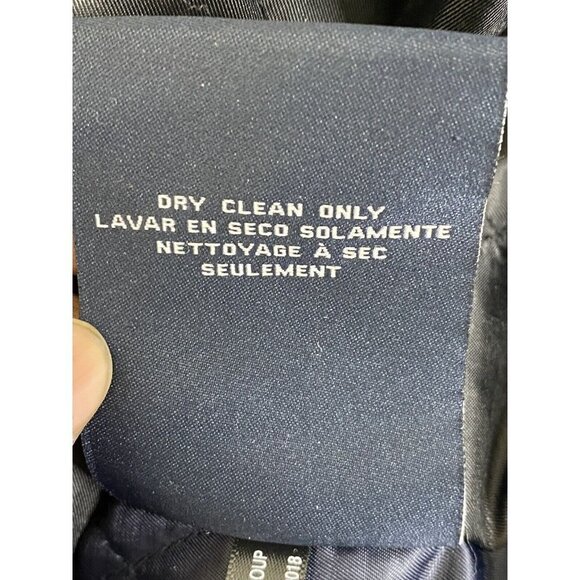 DRY CLEAN ONLY
LAVAR EN SECO SOLAMENTE
NETTOYAGE À SEC
SEULEMENT